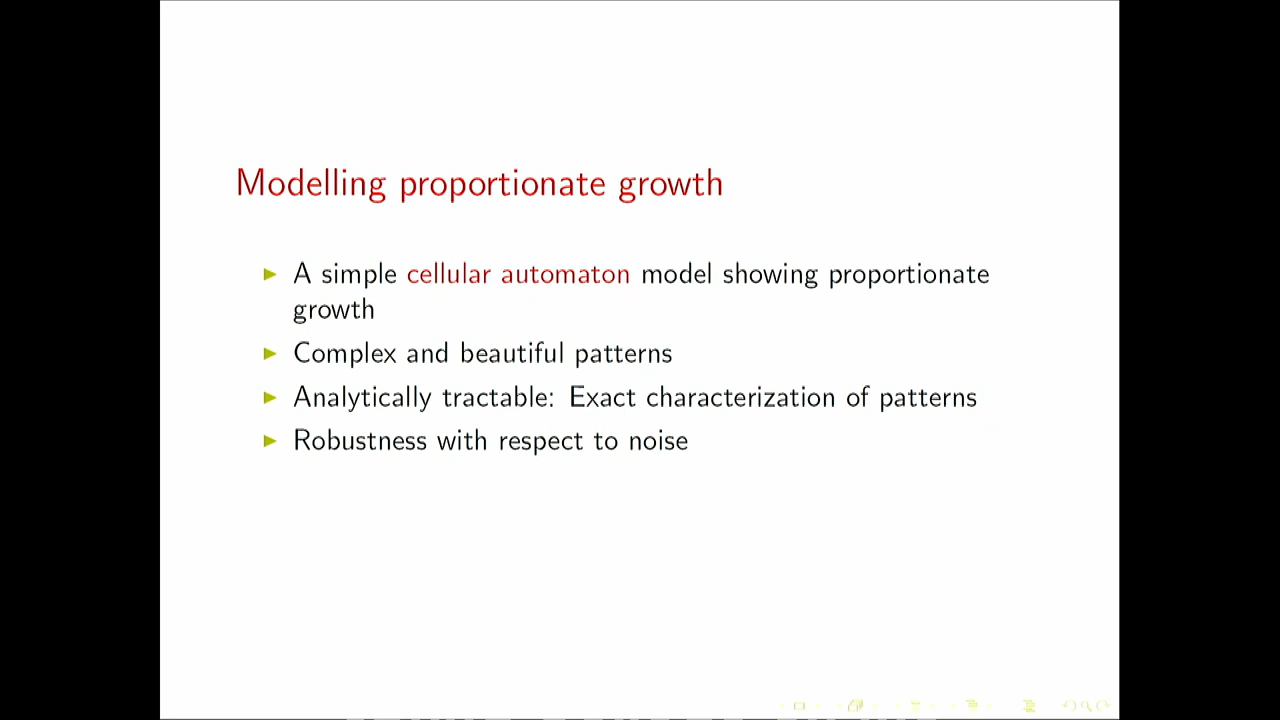 Modelling proportionate growth
A simple cellular automaton model showing proportionate
growth
Complex and beautiful patterns
Analytically tractable: Exact characterization of patterns
Robustness with respect to noise